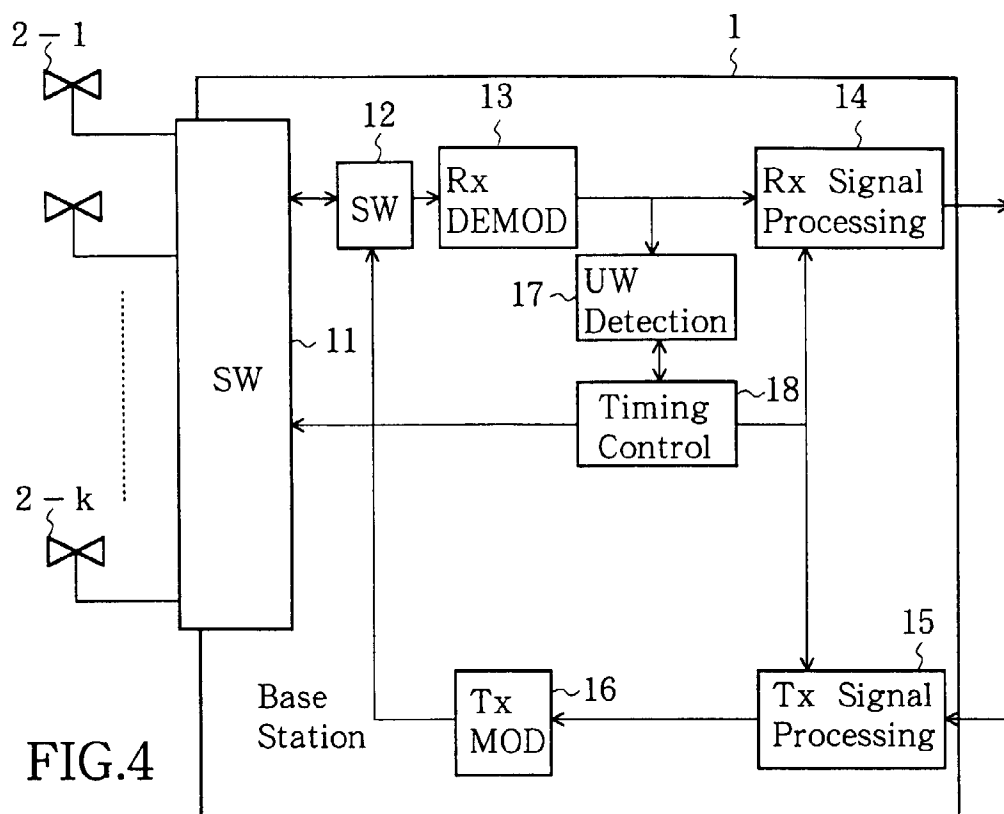 2-1
1
13
14
12
Rx
DEMOD
Rx Signal
Processing
SW
17
UW
Detection
11
SW
18
Timing
Control
2-k
15
Base
Station
Tx
MOD
16
Tx Signal
Processing
FIG.4